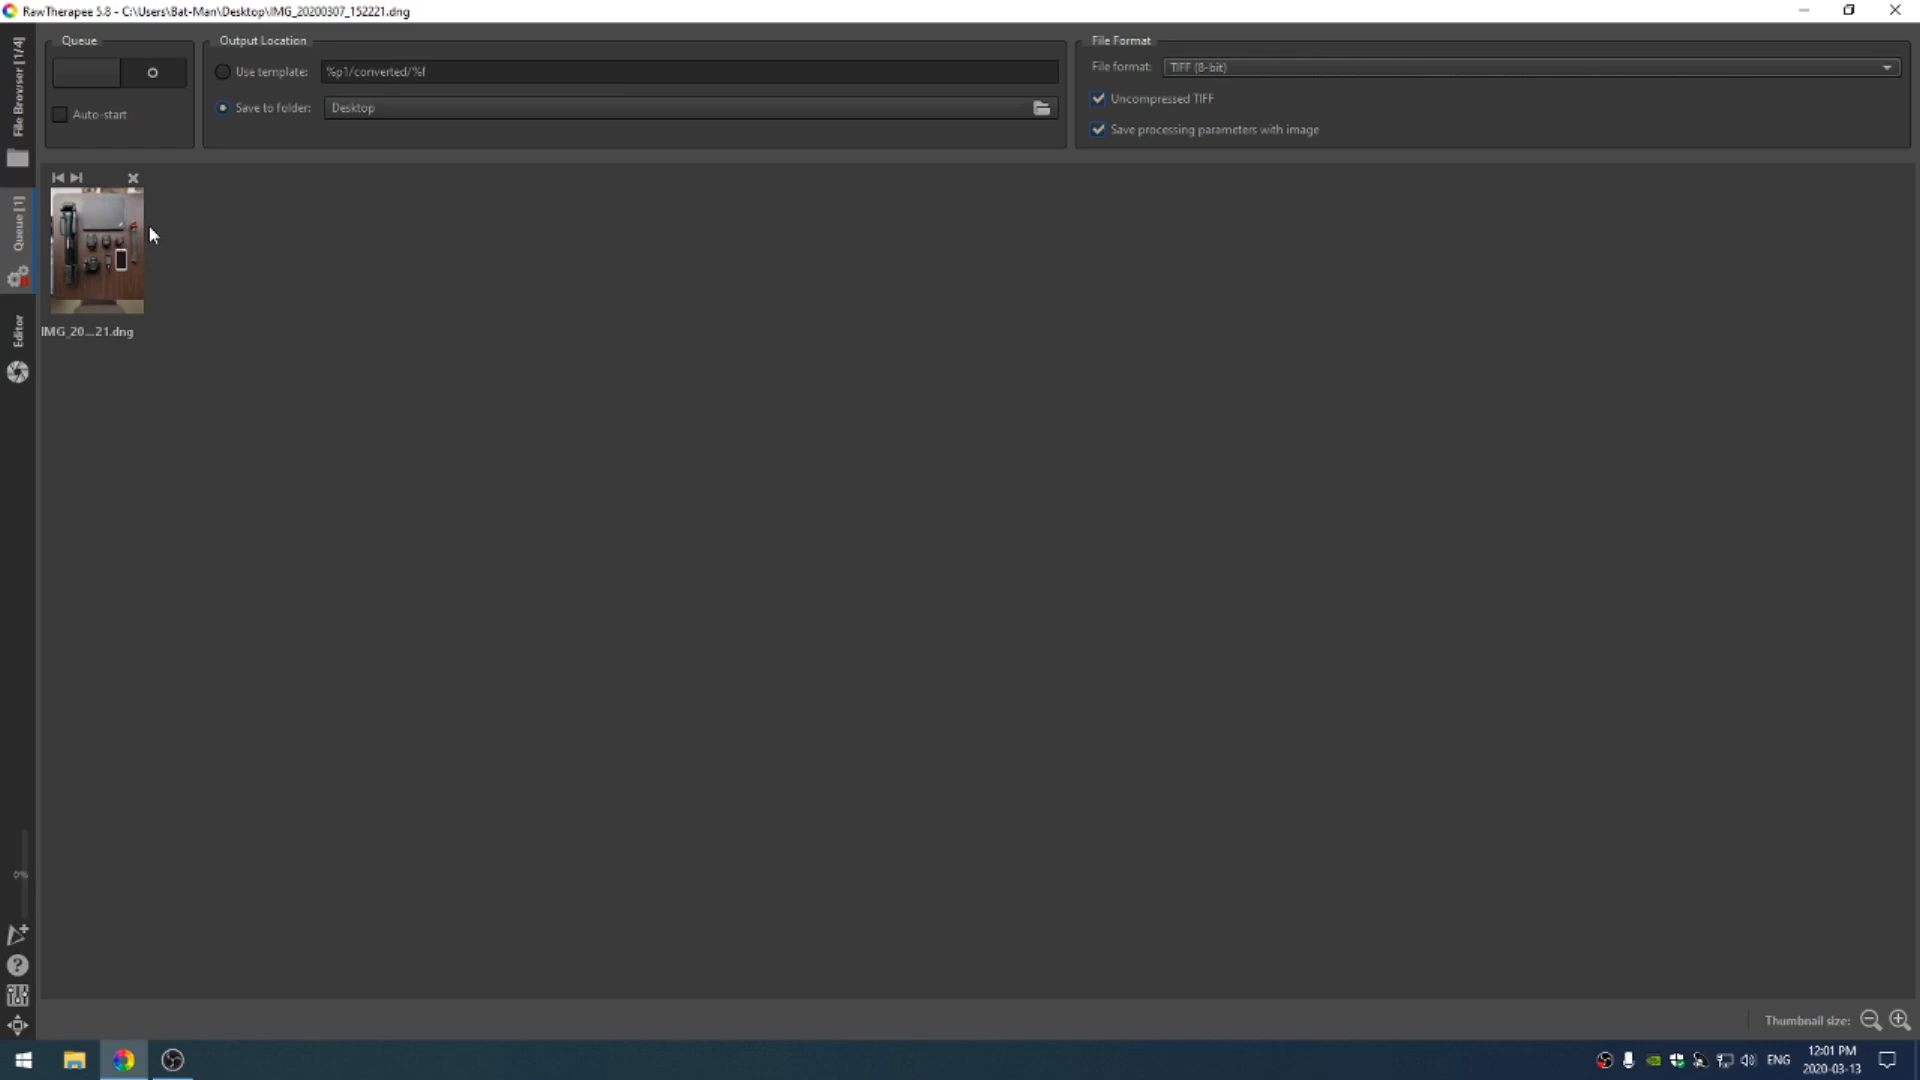 RawTherapee 5.8 - C:\Users\Bat-Man\Desktop\IMG_20200307_152221.dng
File Browser [1/4]
Queue [1]
Editor
Queue
Auto-start
Output Location
Use template: %p1/converted/%f
Save to folder: Desktop
File Format
File format: TIFF (8-bit)
Uncompressed TIFF
Save processing parameters with image
IMG_20...21.dng
0%
Thumbnail size:
ENG
12:01 PM
2020-03-13